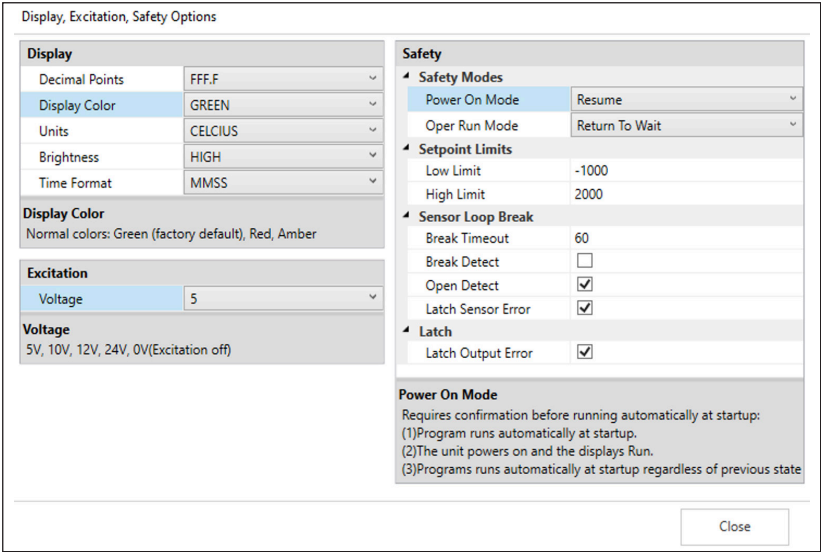 Display, Excitation, Safety Options
Display
Decimal Points FFF.F
Display Color GREEN
Units CELCIUS
Brightness HIGH
Time Format MMSS
Display Color
Normal colors: Green (factory default), Red, Amber
Excitation
Voltage 5
Voltage
5V, 10V, 12V, 24V, 0V(Excitation off)
Safety
Safety Modes
Power On Mode Resume
Oper Run Mode Return To Wait
Setpoint Limits
Low Limit -1000
High Limit 2000
Sensor Loop Break
Break Timeout 60
Break Detect
Open Detect
Latch Sensor Error
Latch
Latch Output Error
Power On Mode
Requires confirmation before running automatically at startup:
(1)Program runs automatically at startup.
(2)The unit powers on and the displays Run.
(3)Programs runs automatically at startup regardless of previous state
Close